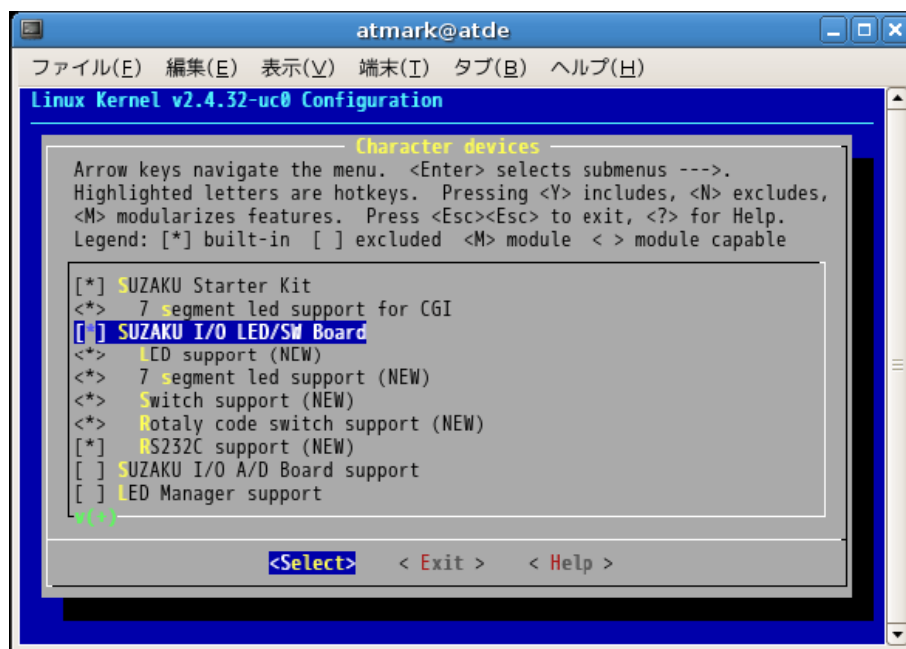 atmark@atde
ファイル(F) 編集(E) 表示(V) 端末(T) タブ(B) ヘルプ(H)
Linux Kernel v2.4.32-uc0 Configuration
Character devices
Arrow keys navigate the menu. <Enter> selects submenus --->.
Highlighted letters are hotkeys. Pressing <Y> includes, <N> excludes,
<M> modularizes features. Press <Esc><Esc> to exit, <?> for Help.
Legend: [*] built-in [ ] excluded <M> module < > module capable
[*] SUZAKU Starter Kit
<*> 7 segment led support for CGI
[*] SUZAKU I/O LED/SW Board
<*> LED support (NEW)
<*> 7 segment led support (NEW)
<*> Switch support (NEW)
<*> Rotaly code switch support (NEW)
[*] RS232C support (NEW)
[ ] SUZAKU I/O A/D Board support
[ ] LED Manager support
v(+)
<Select> < Exit > < Help >